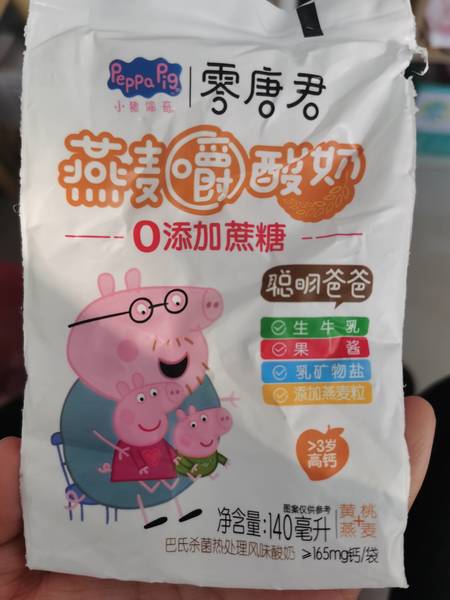 Peppa Pig
小猪佩奇
零唐君
燕麦嚼酸奶
0添加蔗糖
聪明爸爸
生牛乳
果酱
乳矿物盐
添加燕麦粒
>3岁
高钙
图案仅供参考
净含量:140毫升
黄桃
+
燕麦
巴氏杀菌热处理风味酸奶 ≥165mg钙/袋